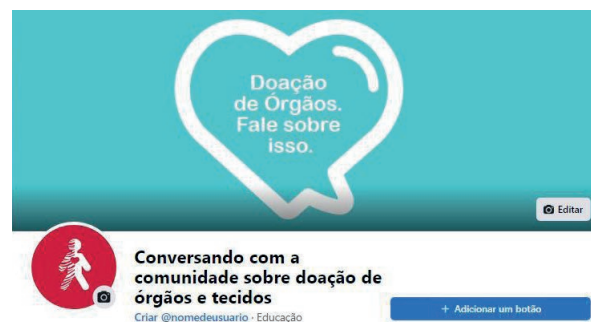 Doação
de Órgãos.
Fale sobre
isso.
Editar
Conversando com a
comunidade sobre doação de
órgãos e tecidos
Criar @nomedeusuario · Educação
+ Adicionar um botão